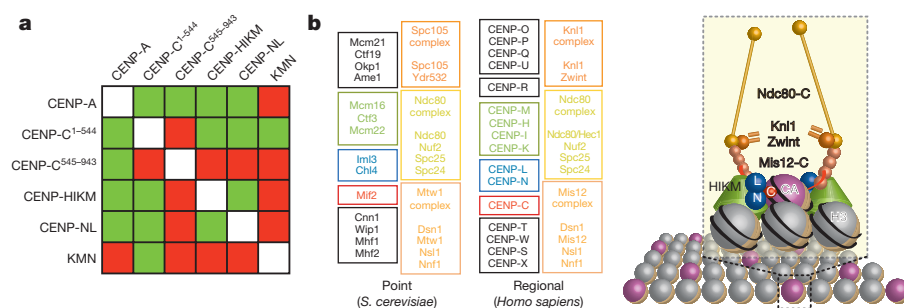 a
CENP-A
CENP-C1–544
CENP-C545–943
CENP-HIKM
CENP-NL
KMN
CENP-A
CENP-C1–544
CENP-C545–943
CENP-HIKM
CENP-NL
KMN
b
Mcm21
Ctf19
Okp1
Ame1
Mcm16
Ctf3
Mcm22
Iml3
Chl4
Mif2
Cnn1
Wip1
Mhf1
Mhf2
Spc105
complex
Spc105
Ydr532
Ndc80
complex
Ndc80
Nuf2
Spc25
Spc24
Mtw1
complex
Dsn1
Mtw1
Nsl1
Nnf1
Point
(S. cerevisiae)
CENP-O
CENP-P
CENP-Q
CENP-U
CENP-R
CENP-M
CENP-H
CENP-I
CENP-K
CENP-L
CENP-N
CENP-C
CENP-T
CENP-W
CENP-S
CENP-X
Knl1
complex
Knl1
Zwint
Ndc80
complex
Ndc80/Hec1
Nuf2
Spc25
Spc24
Mis12
complex
Dsn1
Mis12
Nsl1
Nnf1
Regional
(Homo sapiens)
Ndc80-C
Knl1
Zwint
Mis12-C
HIKM
L
N
C
CA
H3